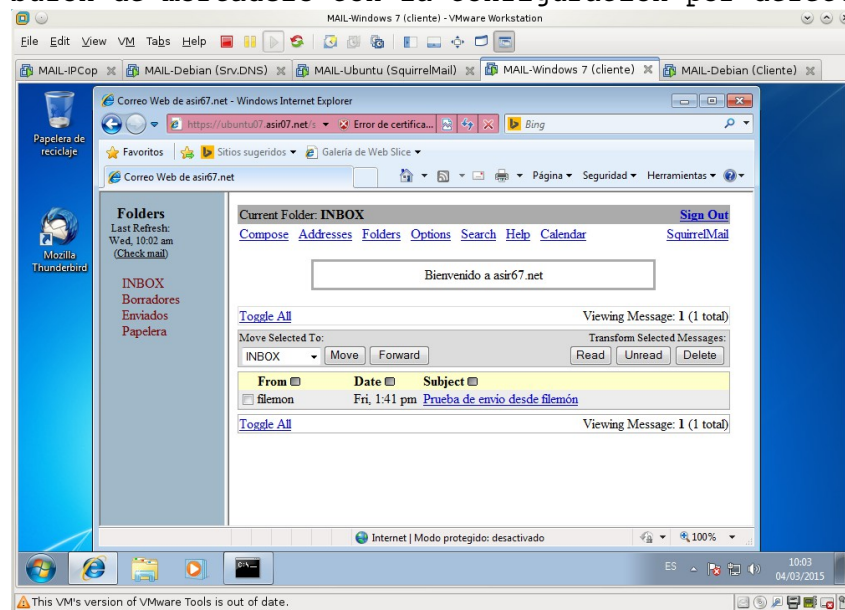 buzón de mortadelo con la configuración por defec
MAIL-Windows 7 (cliente) - VMware Workstation
File Edit View VM Tabs Help
MAIL-IPCop MAIL-Debian (Srv.DNS) MAIL-Ubuntu (SquirrelMail) MAIL-Windows 7 (cliente) MAIL-Debian (Cliente)
Papelera de reciclaje
Mozilla Thunderbird
Correo Web de asir67.net - Windows Internet Explorer
https://ubuntu07.asir07.net/s Error de certifica... Bing
Favoritos Sitios sugeridos Galería de Web Slice
Correo Web de asir67.net Página Seguridad Herramientas
Folders
Last Refresh:
Wed, 10:02 am
(Check mail)
INBOX
Borradores
Enviados
Papelera
Current Folder: INBOX Sign Out
Compose Addresses Folders Options Search Help Calendar SquirrelMail
Bienvenido a asir67.net
Toggle All Viewing Message: 1 (1 total)
Move Selected To: Transform Selected Messages:
INBOX Move Forward Read Unread Delete
From Date Subject
filemon Fri, 1:41 pm Prueba de envio desde filemón
Toggle All Viewing Message: 1 (1 total)
Internet | Modo protegido: desactivado 100%
ES 10:03
04/03/2015
This VM's version of VMware Tools is out of date.